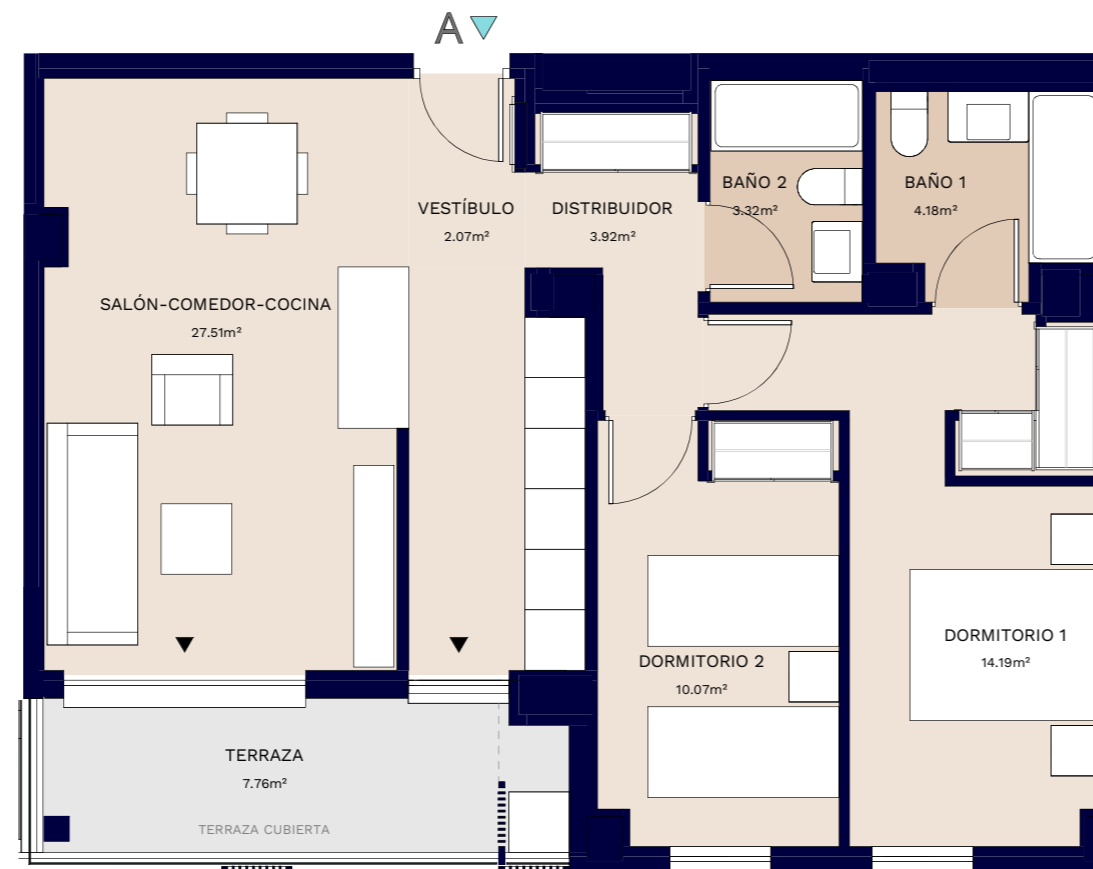 A
BAÑO 2
3.32m²
BAÑO 1
4.18m²
VESTÍBULO
2.07m²
DISTRIBUIDOR
3.92m²
SALÓN-COMEDOR-COCINA
27.51m²
DORMITORIO 1
14.19m²
DORMITORIO 2
10.07m²
TERRAZA
7.76m²
TERRAZA CUBIERTA